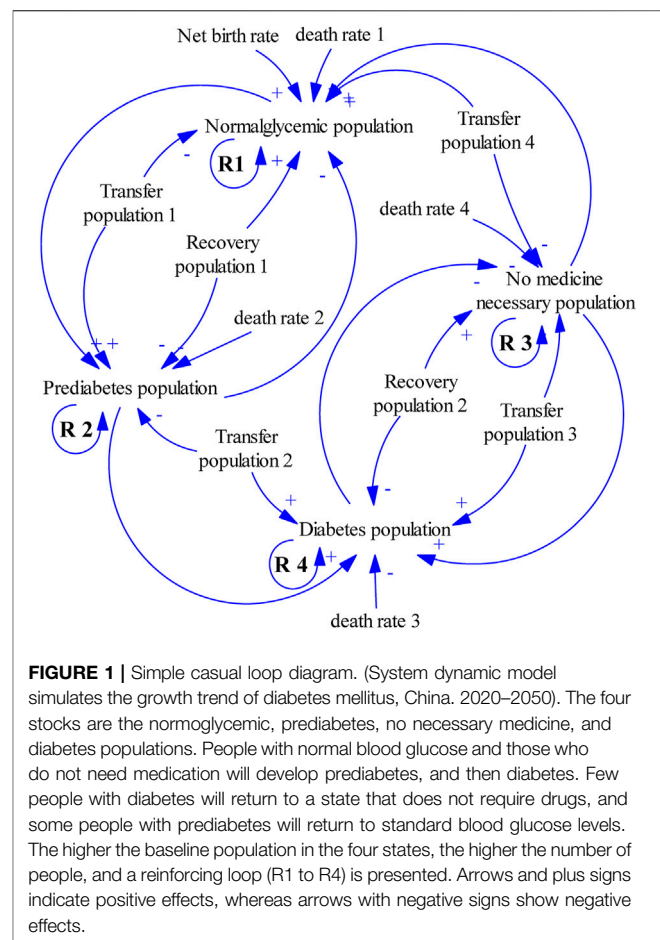 Net birth rate
death rate 1
+
+
+
Normalglycemic population
Transfer
population 4
-
R1
+
-
Transfer
population 1
death rate 4
-
Recovery
population 1
-
-
No medicine
necessary population
death rate 2
+
R 3
+ +
-
-
Prediabetes population
-
R 2
Recovery
population 2
Transfer
population 3
Transfer
population 2
+
-
+
Diabetes population
+
R 4
+
-
death rate 3
FIGURE 1 | Simple casual loop diagram. (System dynamic model
simulates the growth trend of diabetes mellitus, China. 2020–2050). The four
stocks are the normoglycemic, prediabetes, no necessary medicine, and
diabetes populations. People with normal blood glucose and those who
do not need medication will develop prediabetes, and then diabetes. Few
people with diabetes will return to a state that does not require drugs, and
some people with prediabetes will return to standard blood glucose levels.
The higher the baseline population in the four states, the higher the number of
people, and a reinforcing loop (R1 to R4) is presented. Arrows and plus signs
indicate positive effects, whereas arrows with negative signs show negative
effects.